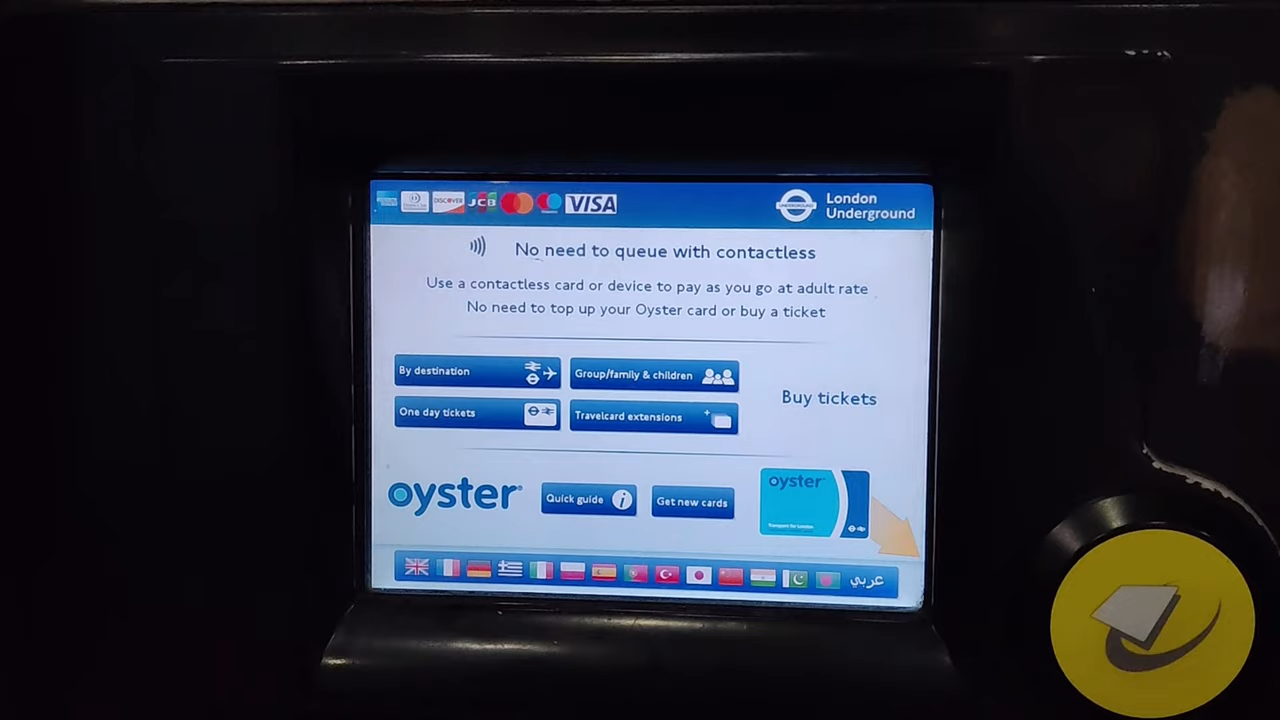 DISCOVER
JCB
VISA
UNDERGROUND
London
Underground
No need to queue with contactless
Use a contactless card or device to pay as you go at adult rate
No need to top up your Oyster card or buy a ticket
By destination
Group/family & children
One day tickets
Travelcard extensions
Buy tickets
oyster
Quick guide
i
Get new cards
oyster
Transport for London
عربي